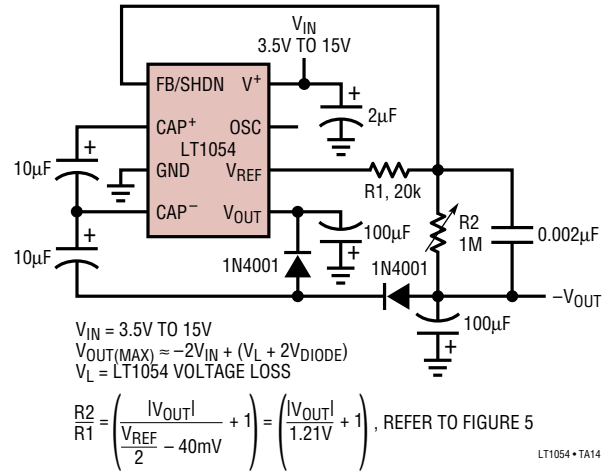 V_IN
3.5V TO 15V
FB/SHDN V⁺
+
2µF
CAP⁺ OSC
LT1054
+
10µF
GND V_REF
R1, 20k
CAP⁻ V_OUT
+
100µF
R2
1M
0.002µF
+
10µF
1N4001
1N4001
–V_OUT
100µF
+
V_IN = 3.5V TO 15V
V_OUT(MAX) ≈ –2V_IN + (V_L + 2V_DIODE)
V_L = LT1054 VOLTAGE LOSS
R2/R1 = (|V_OUT| / (V_REF/2 – 40mV) + 1) = (|V_OUT|/1.21V + 1), REFER TO FIGURE 5
LT1054 • TA14